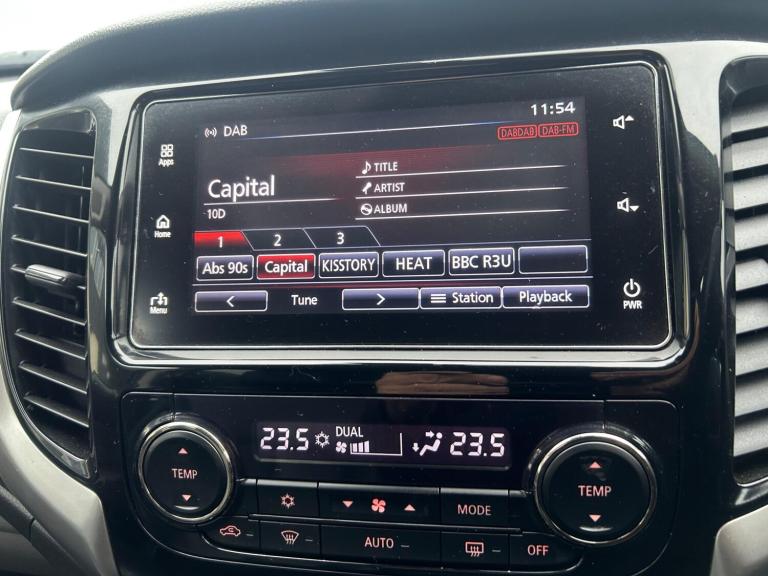 11:54
DAB
DABDAB DAB-FM
Apps
TITLE
Capital
ARTIST
10D
ALBUM
Home
1 2 3
Abs 90s Capital KISSTORY HEAT BBC R3U
< Tune > Station Playback
Menu
PWR
23.5 DUAL 23.5
TEMP
TEMP
MODE
AUTO
OFF